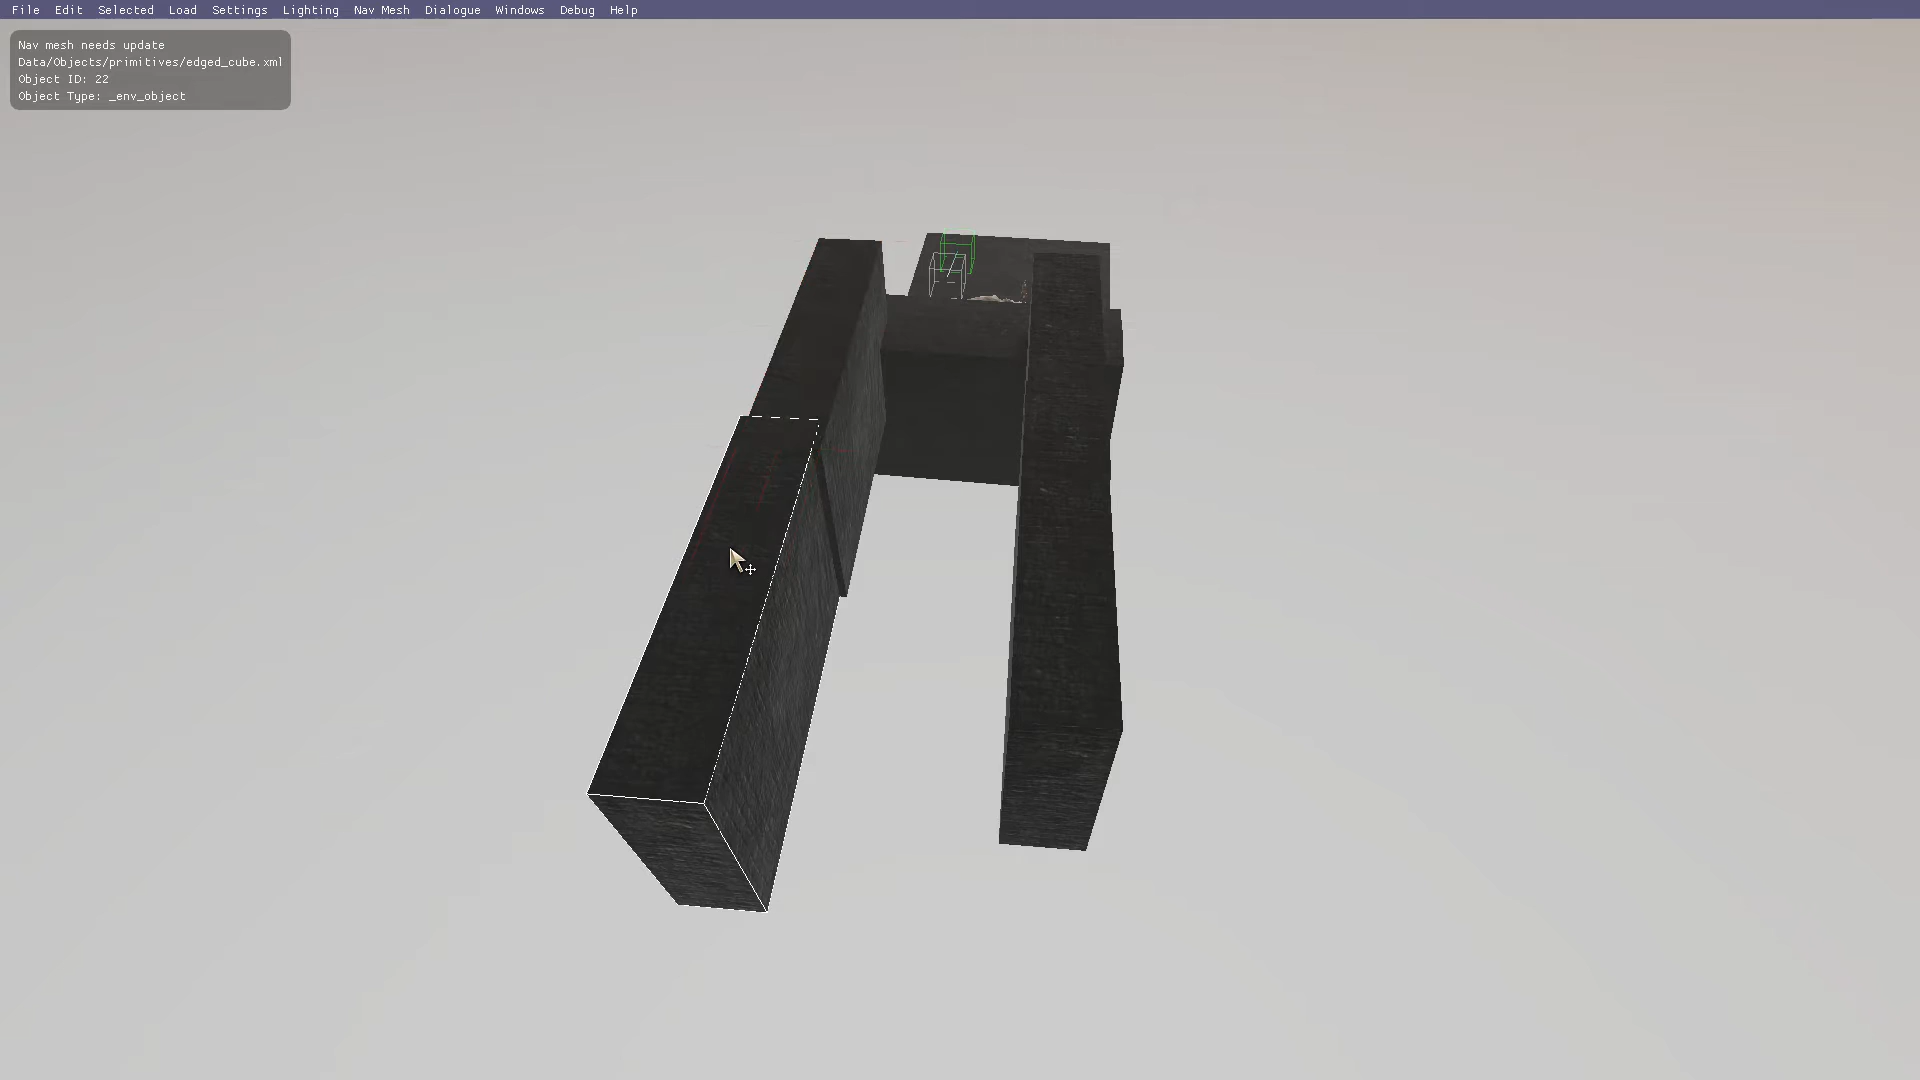 File Edit Selected Load Settings Lighting Nav Mesh Dialogue Windows Debug Help
Nav mesh needs update
Data/Objects/primitives/edged_cube.xml
Object ID: 22
Object Type: _env_object